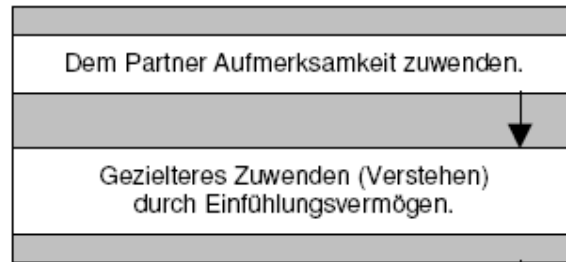 Dem Partner Aufmerksamkeit zuwenden.
Gezielteres Zuwenden (Verstehen)
durch Einfühlungsvermögen.